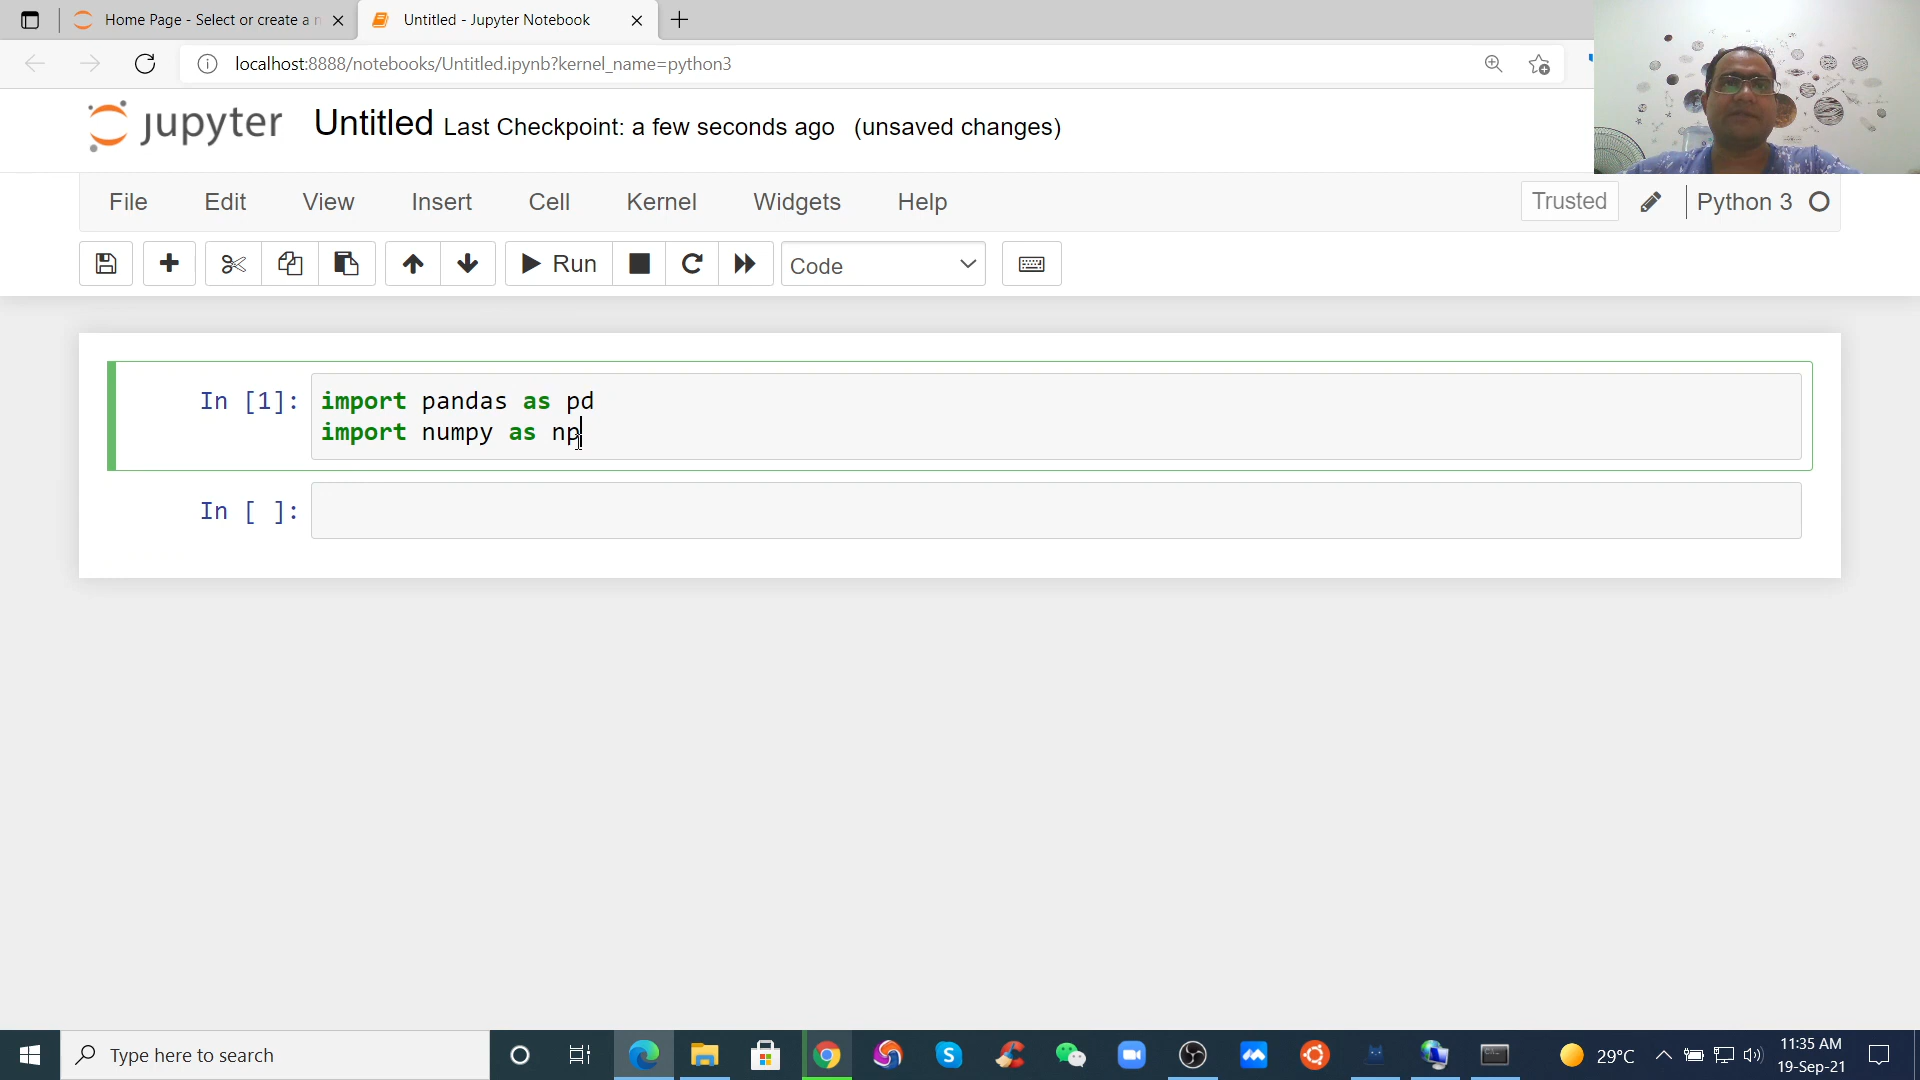 Home Page - Select or create a n
Untitled - Jupyter Notebook
localhost:8888/notebooks/Untitled.ipynb?kernel_name=python3
jupyter Untitled Last Checkpoint: a few seconds ago (unsaved changes)
File Edit View Insert Cell Kernel Widgets Help Trusted Python 3
Run Code
In [1]: import pandas as pd
import numpy as np
In [ ]:
Type here to search
29°C
11:35 AM
19-Sep-21